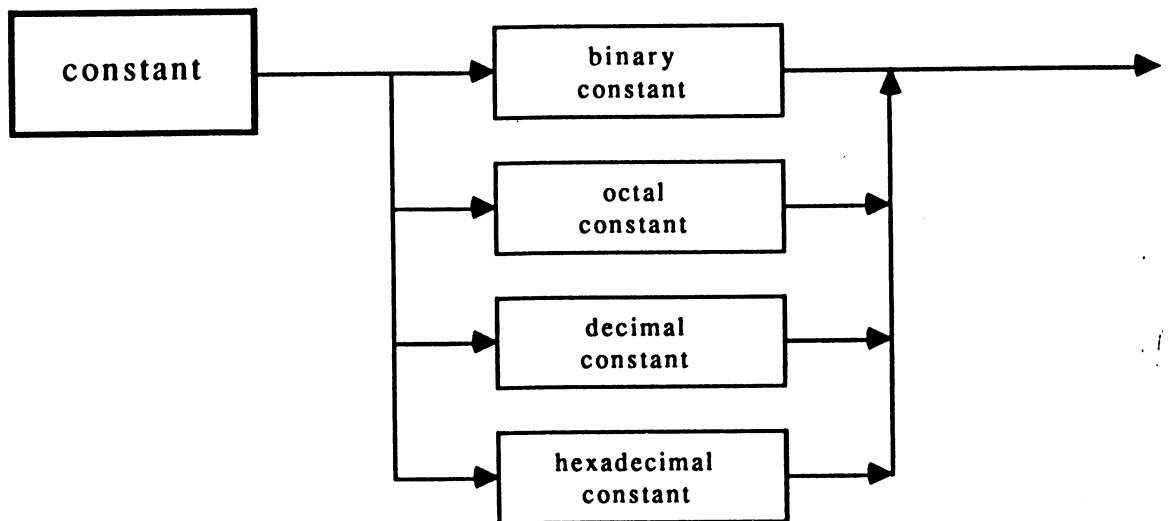 constant
binary
constant
octal
constant
decimal
constant
hexadecimal
constant